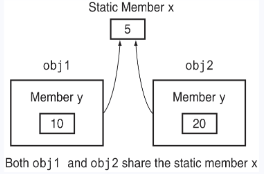 Static Member x
5
obj1 obj2
Member y Member y
10 20
Both obj1 and obj2 share the static member x